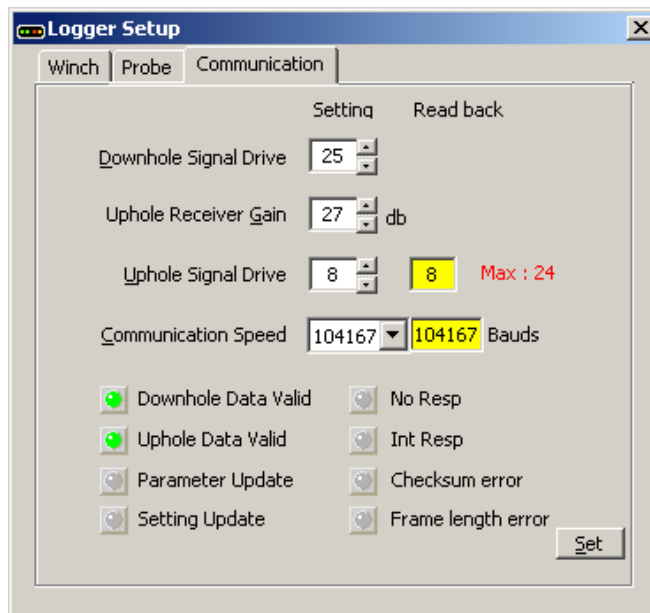 Logger Setup
Winch Probe Communication
Setting Read back
Downhole Signal Drive 25
Uphole Receiver Gain 27 db
Uphole Signal Drive 8 8 Max : 24
Communication Speed 104167 104167 Bauds
Downhole Data Valid No Resp
Uphole Data Valid Int Resp
Parameter Update Checksum error
Setting Update Frame length error
Set